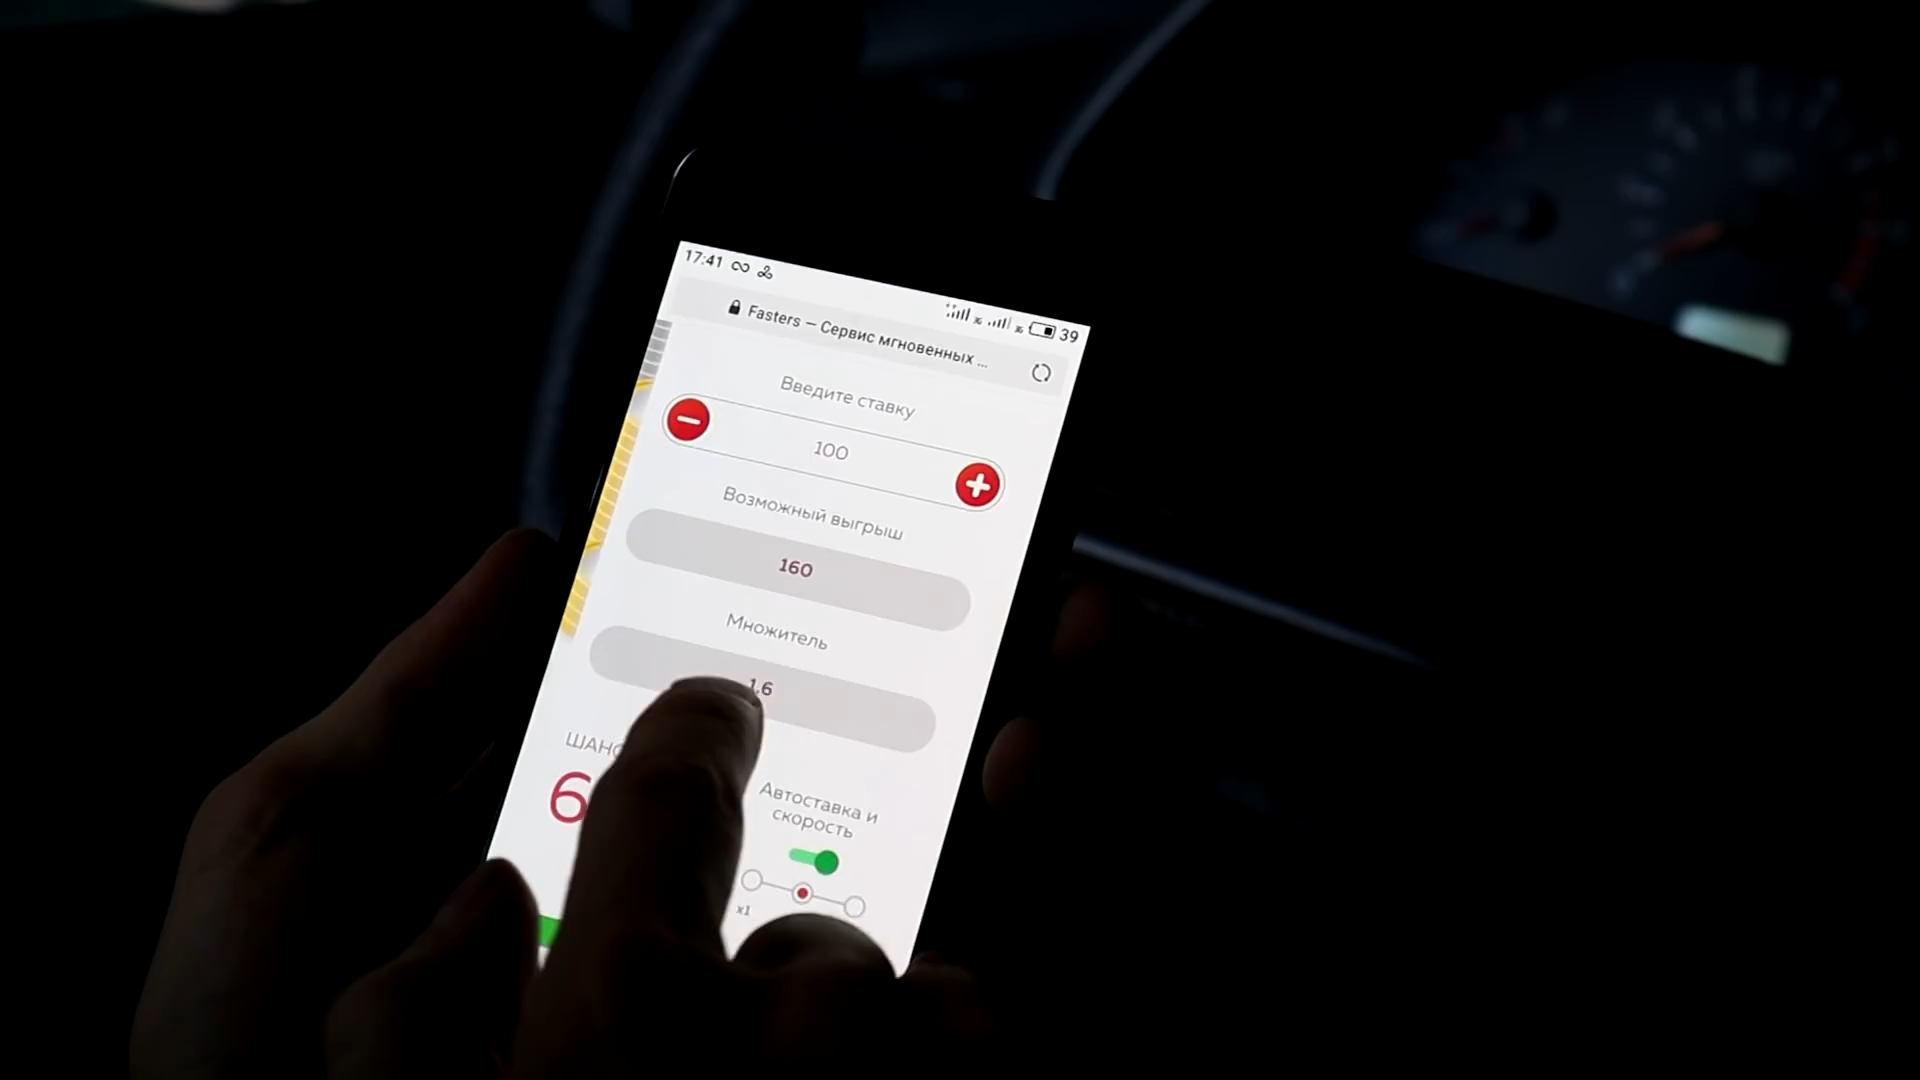 17:41
39
Fasters — Сервис мгновенных ...
Введите ставку
100
Возможный выгрыш
160
Множитель
1.6
Автоставка и
скорость
x1